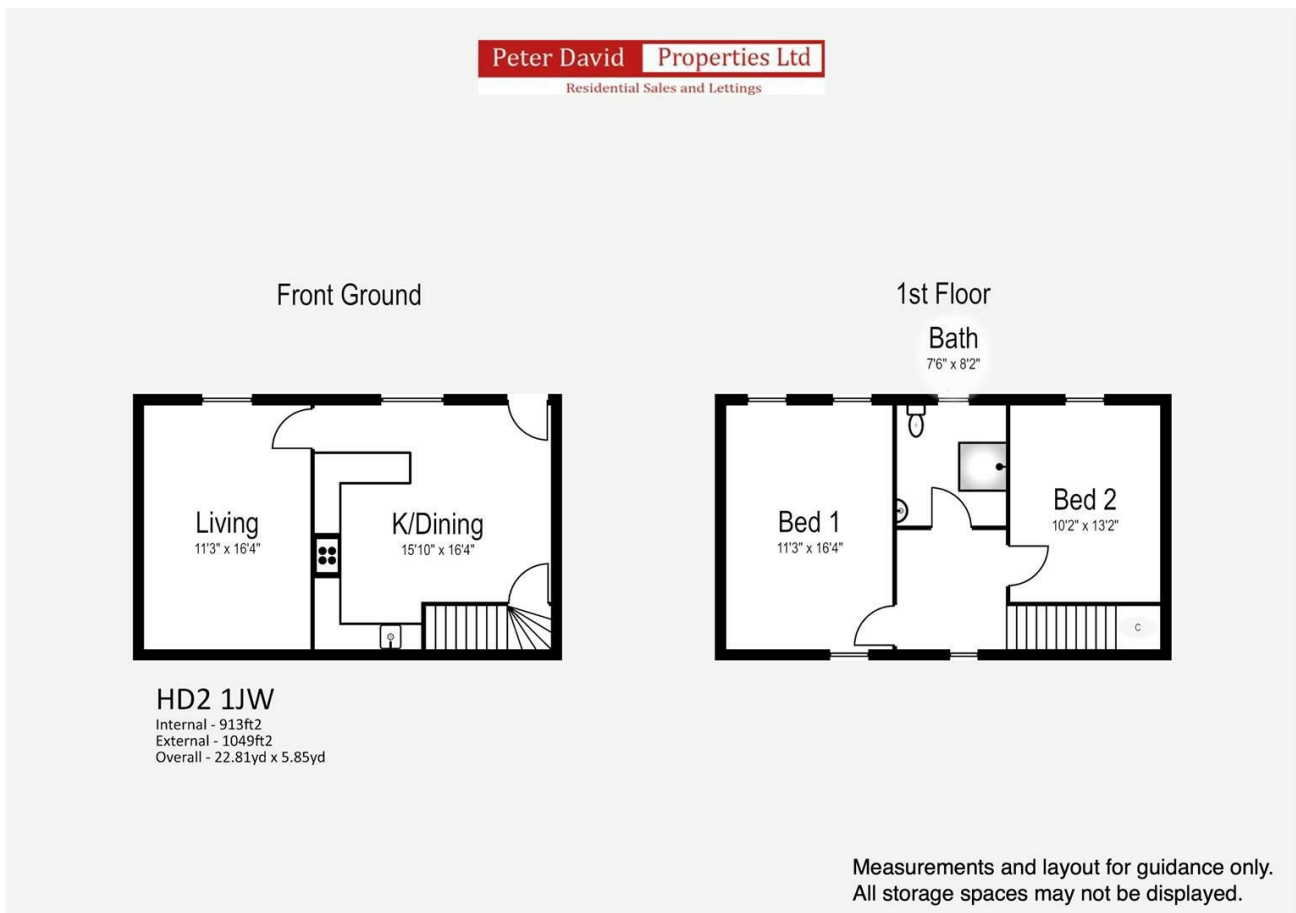 Peter David Properties Ltd
Residential Sales and Lettings
Front Ground
1st Floor
Bath
7'6" x 8'2"
Living
11'3" x 16'4"
K/Dining
15'10" x 16'4"
Bed 1
11'3" x 16'4"
Bed 2
10'2" x 13'2"
C
HD2 1JW
Internal - 913ft2
External - 1049ft2
Overall - 22.81yd x 5.85yd
Measurements and layout for guidance only.
All storage spaces may not be displayed.